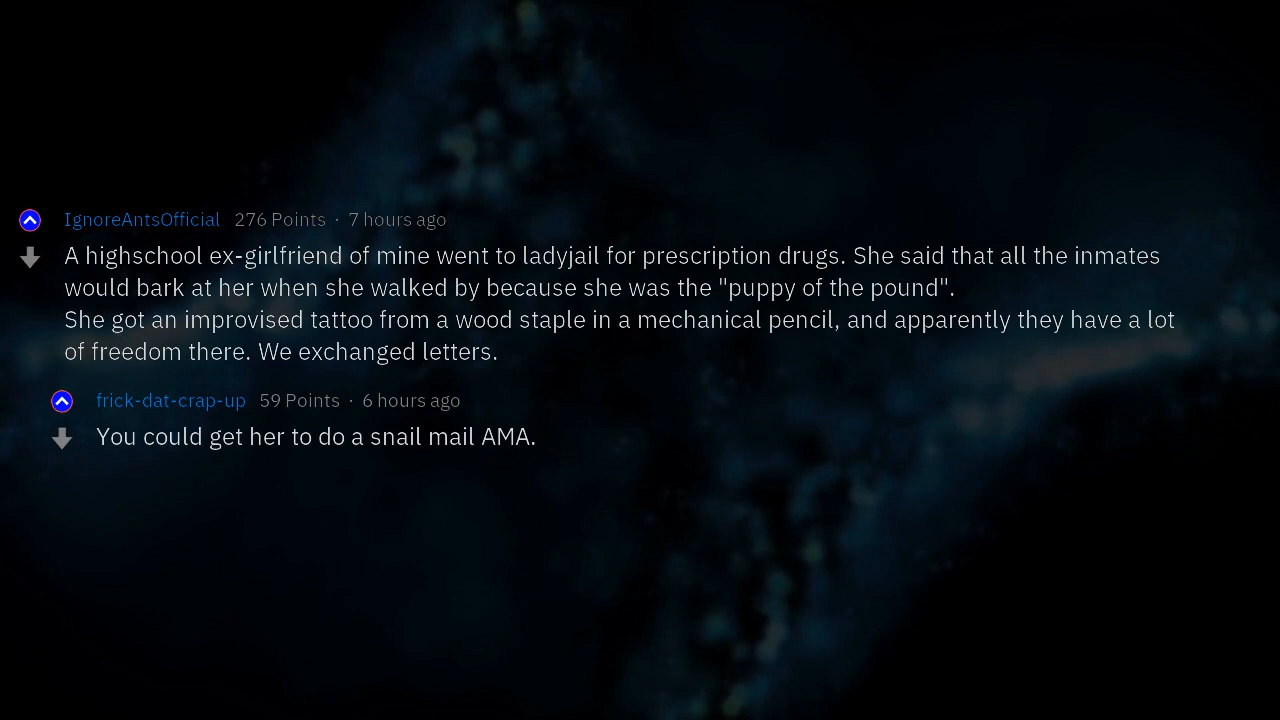 IgnoreAntsOfficial 276 Points · 7 hours ago
A highschool ex-girlfriend of mine went to ladyjail for prescription drugs. She said that all the inmates
would bark at her when she walked by because she was the "puppy of the pound".
She got an improvised tattoo from a wood staple in a mechanical pencil, and apparently they have a lot
of freedom there. We exchanged letters.
frick-dat-crap-up 59 Points · 6 hours ago
You could get her to do a snail mail AMA.